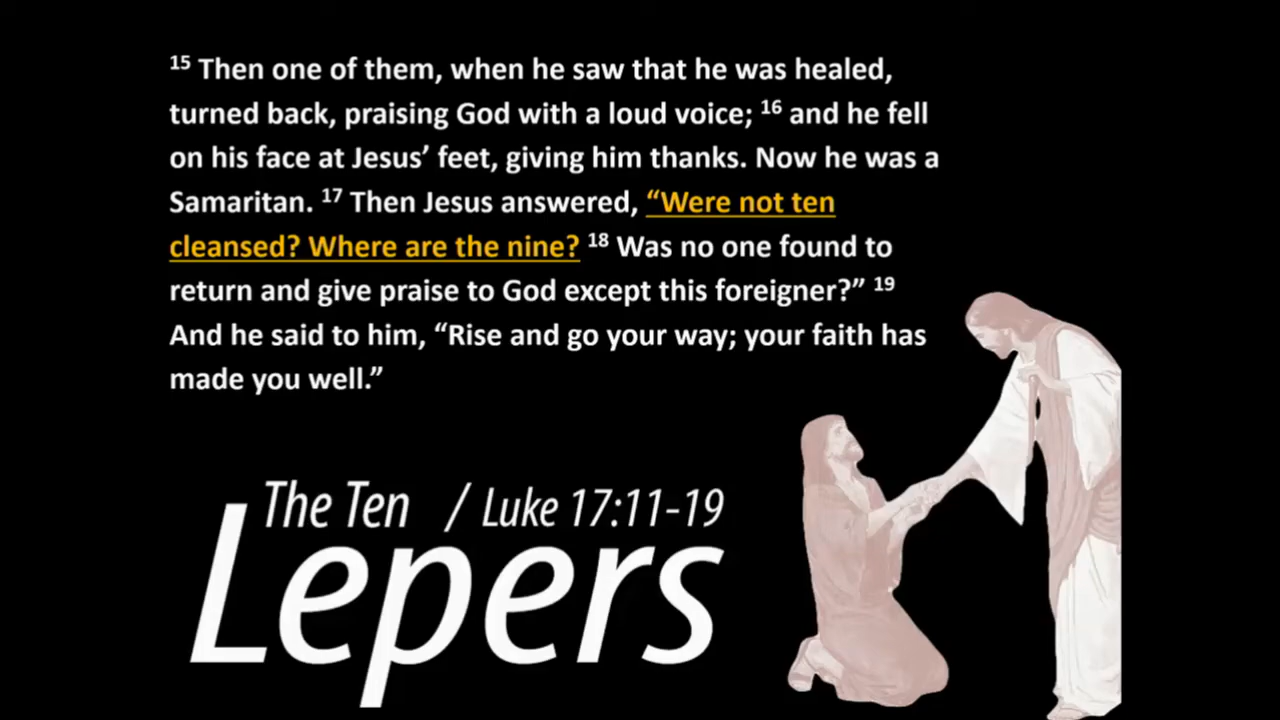 ¹⁵ Then one of them, when he saw that he was healed,
turned back, praising God with a loud voice; ¹⁶ and he fell
on his face at Jesus’ feet, giving him thanks. Now he was a
Samaritan. ¹⁷ Then Jesus answered, “Were not ten
cleansed? Where are the nine? ¹⁸ Was no one found to
return and give praise to God except this foreigner?” ¹⁹
And he said to him, “Rise and go your way; your faith has
made you well.”
The Ten / Luke 17:11-19
Lepers